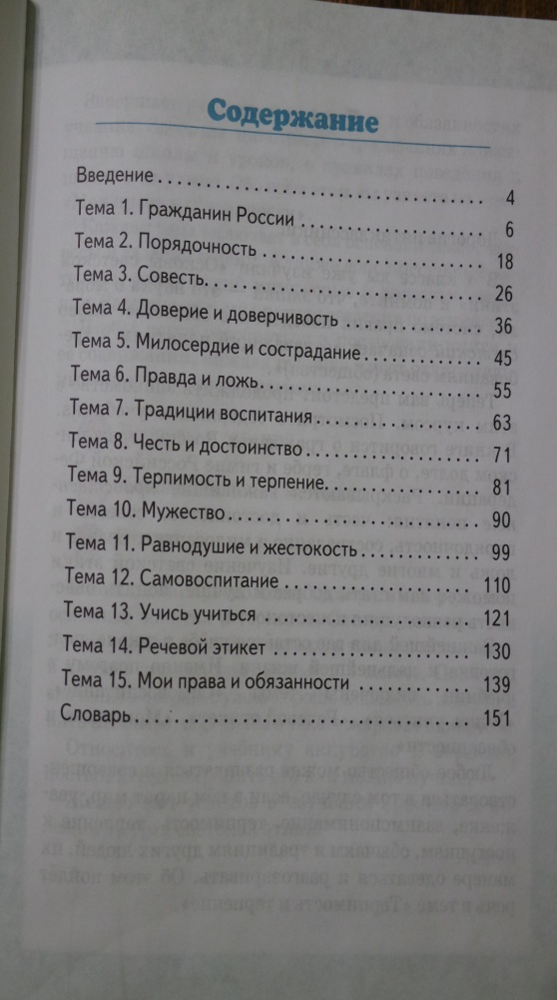 Содержание
Введение ............................ 4
Тема 1. Гражданин России ............................ 6
Тема 2. Порядочность ............................ 18
Тема 3. Совесть ............................ 26
Тема 4. Доверие и доверчивость ............................ 36
Тема 5. Милосердие и сострадание ............................ 45
Тема 6. Правда и ложь ............................ 55
Тема 7. Традиции воспитания ............................ 63
Тема 8. Честь и достоинство ............................ 71
Тема 9. Терпимость и терпение ............................ 81
Тема 10. Мужество ............................ 90
Тема 11. Равнодушие и жестокость ............................ 99
Тема 12. Самовоспитание ............................ 110
Тема 13. Учись учиться ............................ 121
Тема 14. Речевой этикет ............................ 130
Тема 15. Мои права и обязанности ............................ 139
Словарь ............................ 151